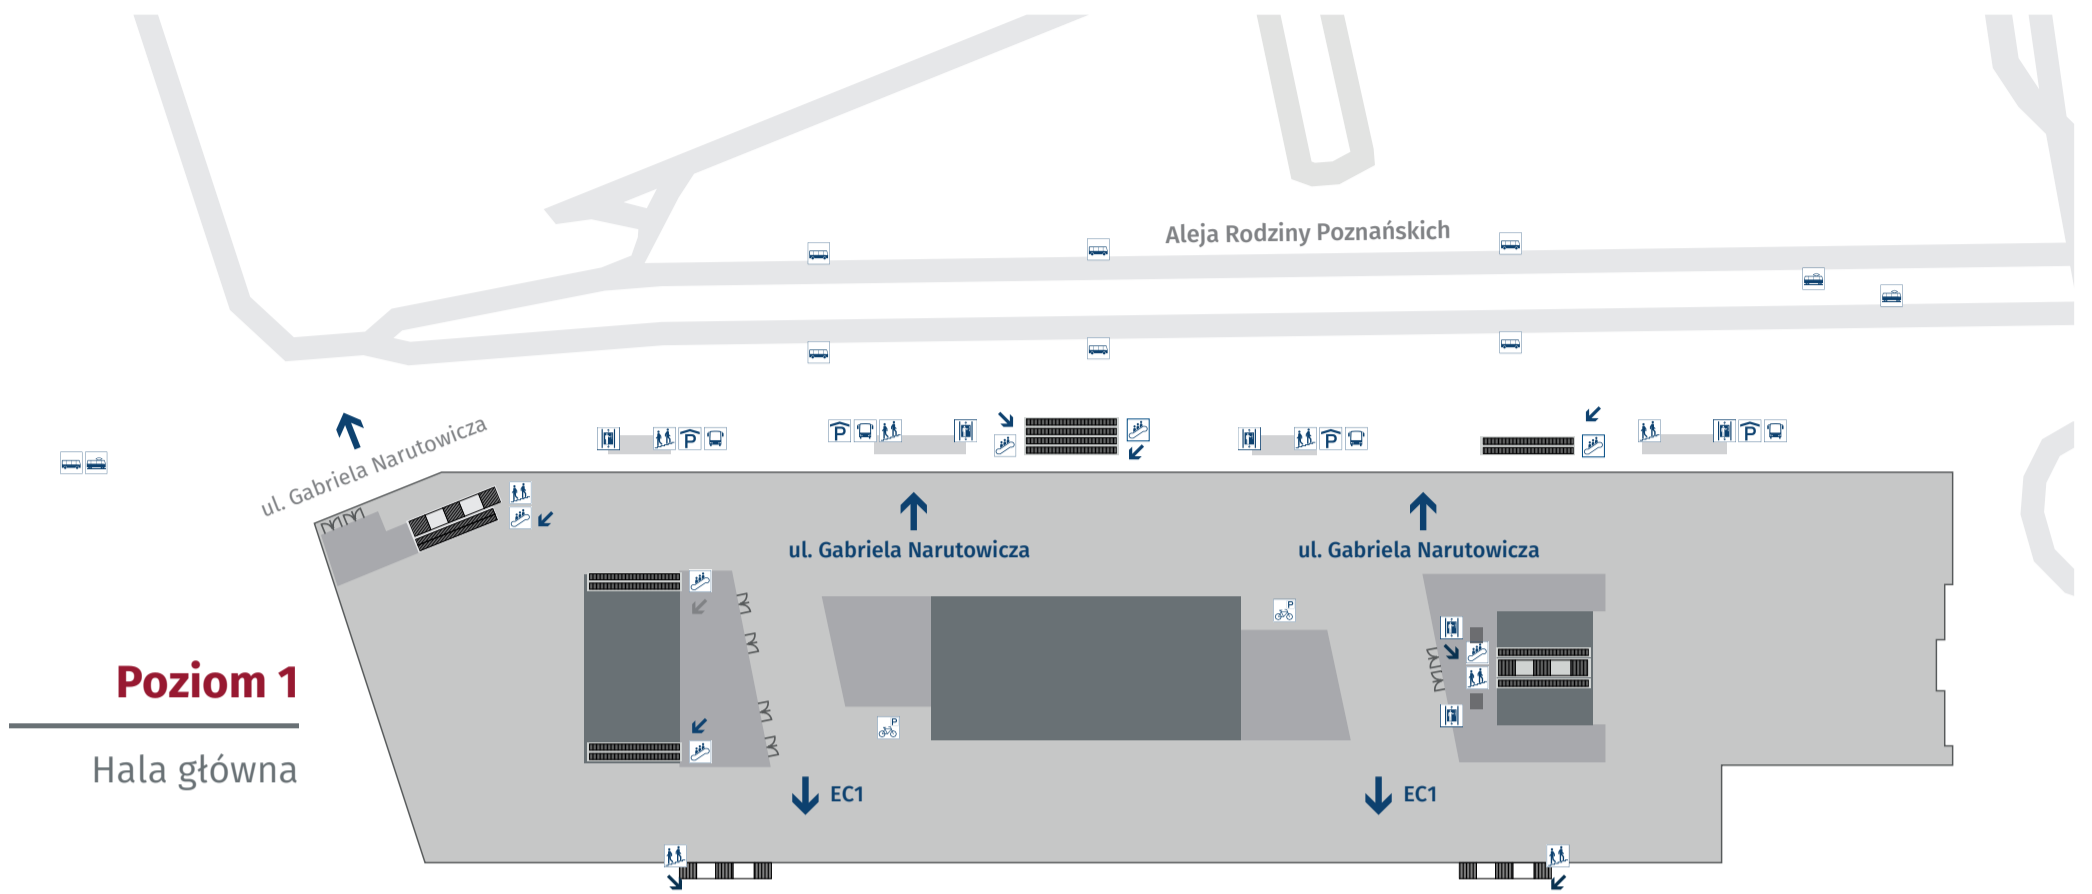 Aleja Rodziny Poznańskich
ul. Gabriela Narutowicza
P
P
P
P
ul. Gabriela Narutowicza
ul. Gabriela Narutowicza
P
P
Poziom 1
Hala główna
EC1
EC1